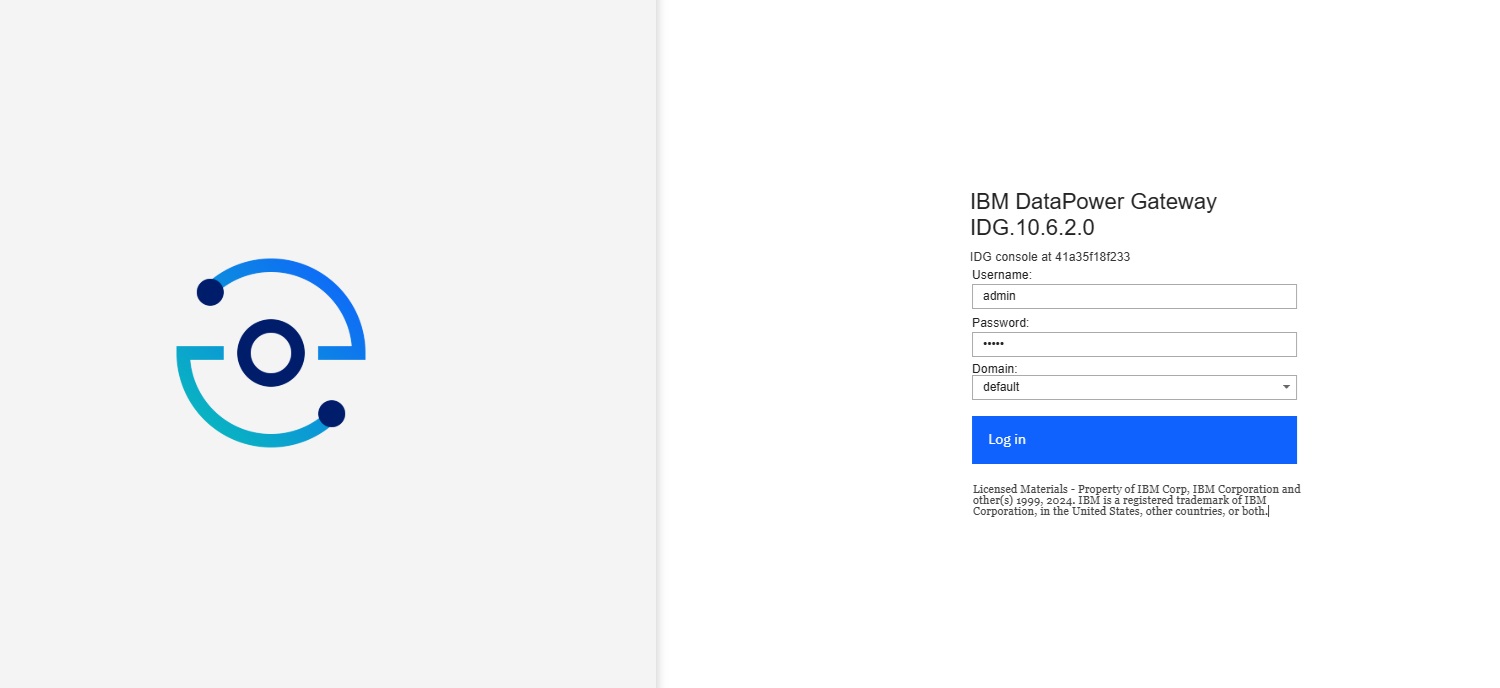 IBM DataPower Gateway
IDG.10.6.2.0
IDG console at 41a35f18f233
Username:
admin
Password:
•••••
Domain:
default
Log in
Licensed Materials - Property of IBM Corp, IBM Corporation and
other(s) 1999, 2024. IBM is a registered trademark of IBM
Corporation, in the United States, other countries, or both.